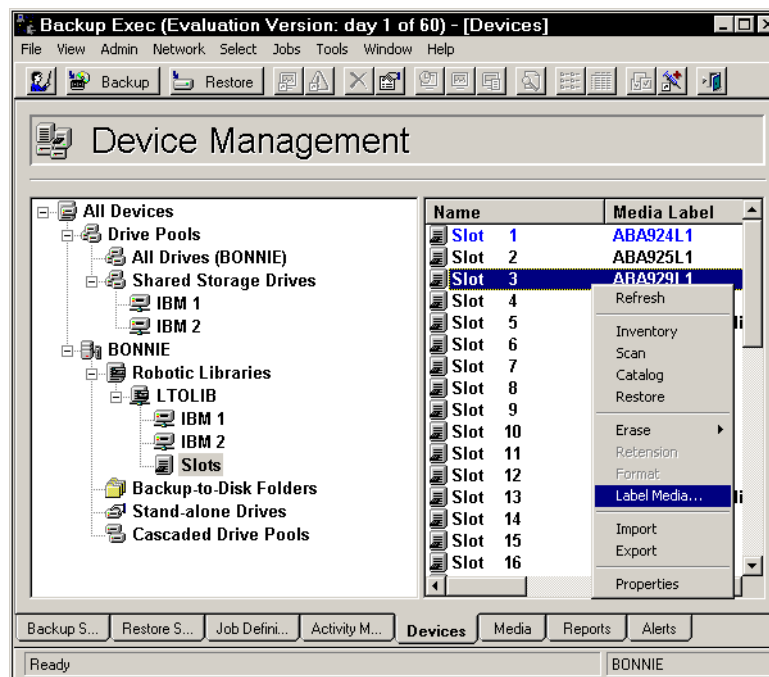 Backup Exec (Evaluation Version: day 1 of 60) - [Devices]
File View Admin Network Select Jobs Tools Window Help
Backup Restore
Device Management
All Devices
Drive Pools
All Drives (BONNIE)
Shared Storage Drives
IBM 1
IBM 2
BONNIE
Robotic Libraries
LTOLIB
IBM 1
IBM 2
Slots
Backup-to-Disk Folders
Stand-alone Drives
Cascaded Drive Pools
Name Media Label
Slot 1 ABA924L1
Slot 2 ABA925L1
Slot 3 ABA929L1
Slot 4
Slot 5
Slot 6
Slot 7
Slot 8
Slot 9
Slot 10
Slot 11
Slot 12
Slot 13
Slot 14
Slot 15
Slot 16
Refresh
Inventory
Scan
Catalog
Restore
Erase
Retension
Format
Label Media...
Import
Export
Properties
Backup S... Restore S... Job Defini... Activity M... Devices Media Reports Alerts
Ready BONNIE